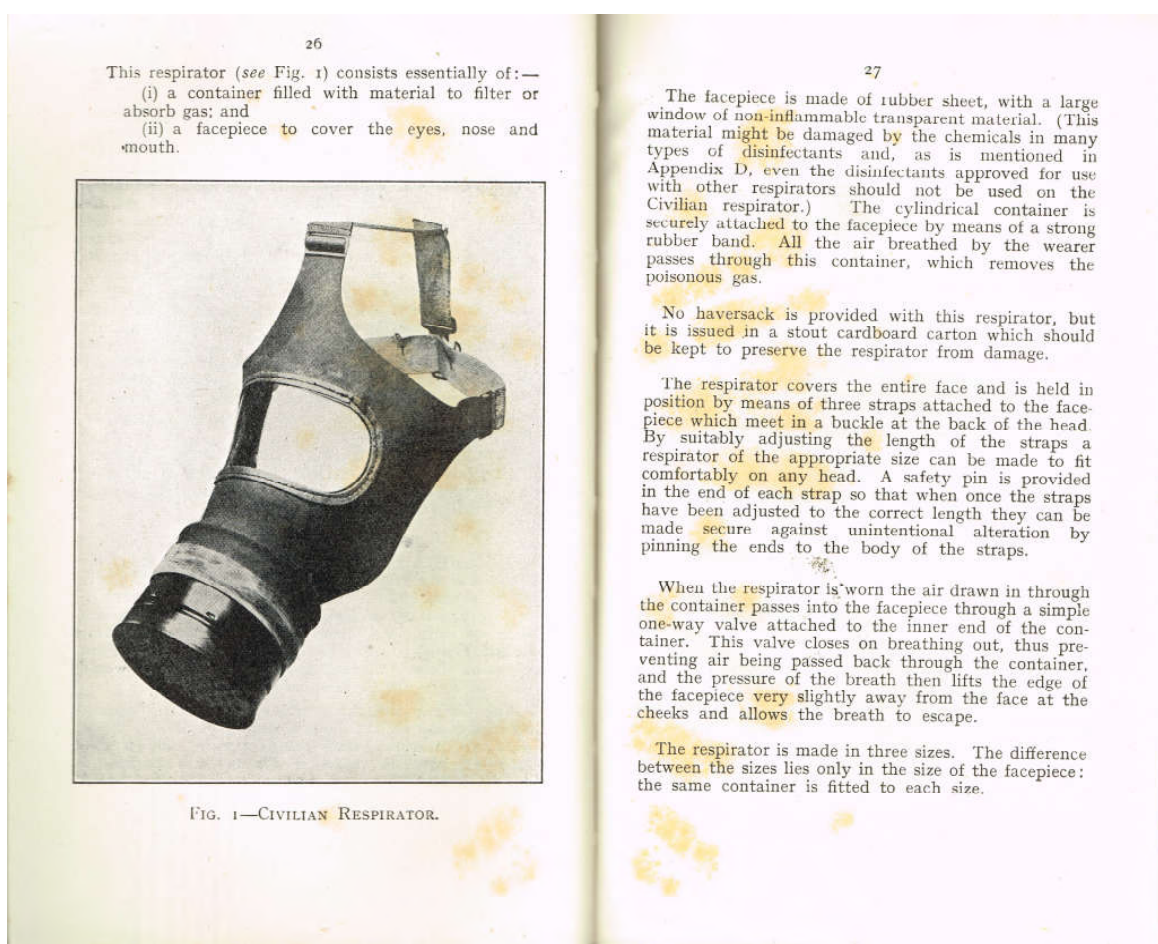 26
This respirator (see Fig. 1) consists essentially of:—
(i) a container filled with material to filter or
absorb gas; and
(ii) a facepiece to cover the eyes, nose and
mouth.
Fig. 1—Civilian Respirator.
27
The facepiece is made of rubber sheet, with a large
window of non-inflammable transparent material. (This
material might be damaged by the chemicals in many
types of disinfectants and, as is mentioned in
Appendix D, even the disinfectants approved for use
with other respirators should not be used on the
Civilian respirator.) The cylindrical container is
securely attached to the facepiece by means of a strong
rubber band. All the air breathed by the wearer
passes through this container, which removes the
poisonous gas.
No haversack is provided with this respirator, but
it is issued in a stout cardboard carton which should
be kept to preserve the respirator from damage.
The respirator covers the entire face and is held in
position by means of three straps attached to the face-
piece which meet in a buckle at the back of the head.
By suitably adjusting the length of the straps a
respirator of the appropriate size can be made to fit
comfortably on any head. A safety pin is provided
in the end of each strap so that when once the straps
have been adjusted to the correct length they can be
made secure against unintentional alteration by
pinning the ends to the body of the straps.
When the respirator is worn the air drawn in through
the container passes into the facepiece through a simple
one-way valve attached to the inner end of the con-
tainer. This valve closes on breathing out, thus pre-
venting air being passed back through the container,
and the pressure of the breath then lifts the edge of
the facepiece very slightly away from the face at the
cheeks and allows the breath to escape.
The respirator is made in three sizes. The difference
between the sizes lies only in the size of the facepiece:
the same container is fitted to each size.